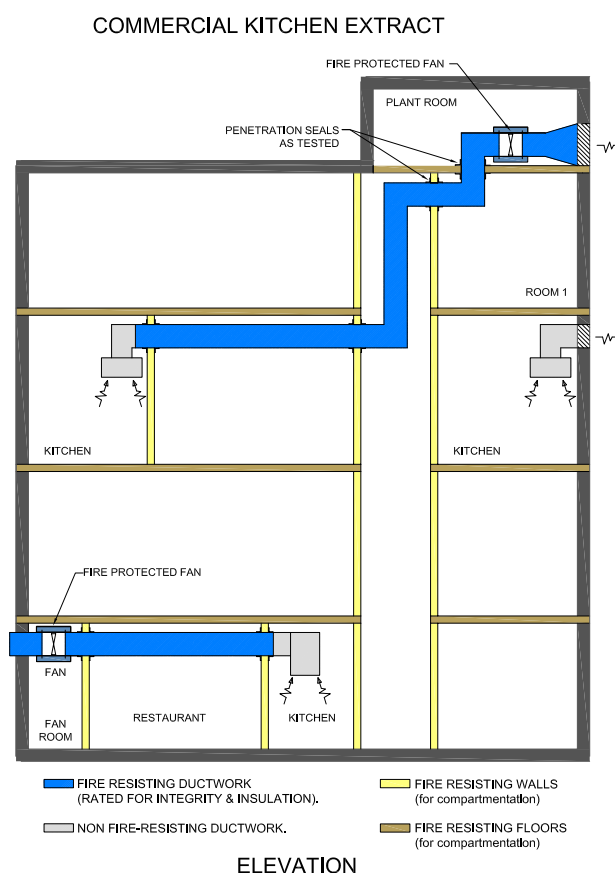 COMMERCIAL KITCHEN EXTRACT
FIRE PROTECTED FAN
PLANT ROOM
PENETRATION SEALS
AS TESTED
ROOM 1
KITCHEN
KITCHEN
FIRE PROTECTED FAN
FAN
FAN
ROOM
RESTAURANT
KITCHEN
FIRE RESISTING DUCTWORK
(RATED FOR INTEGRITY & INSULATION).
NON FIRE-RESISTING DUCTWORK.
FIRE RESISTING WALLS
(for compartmentation)
FIRE RESISTING FLOORS
(for compartmentation)
ELEVATION